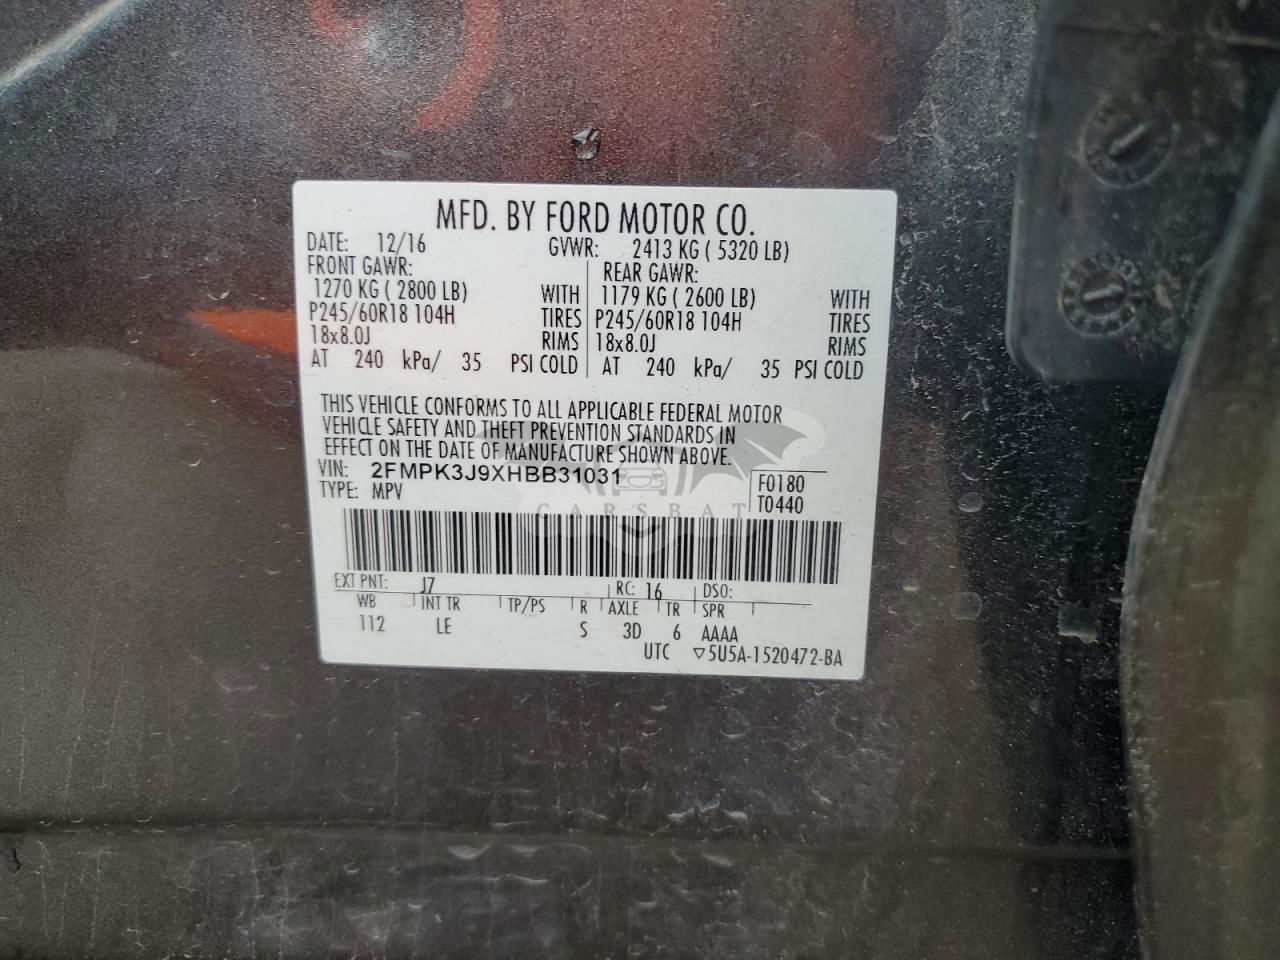 MFD. BY FORD MOTOR CO.
DATE: 12/16 GVWR: 2413 KG ( 5320 LB)
FRONT GAWR: REAR GAWR:
1270 KG ( 2800 LB) WITH 1179 KG ( 2600 LB) WITH
P245/60R18 104H TIRES P245/60R18 104H TIRES
18x8.0J RIMS 18x8.0J RIMS
AT 240 kPa/ 35 PSI COLD AT 240 kPa/ 35 PSI COLD
THIS VEHICLE CONFORMS TO ALL APPLICABLE FEDERAL MOTOR
VEHICLE SAFETY AND THEFT PREVENTION STANDARDS IN
EFFECT ON THE DATE OF MANUFACTURE SHOWN ABOVE.
VIN: 2FMPK3J9XHBB31031
TYPE: MPV
F0180
T0440
CARSBAT
EXT PNT: J7 RC: 16 DSO:
WB INT TR TP/PS R AXLE TR SPR
112 LE S 3D 6 AAAA
UTC ▽5U5A-1520472-BA